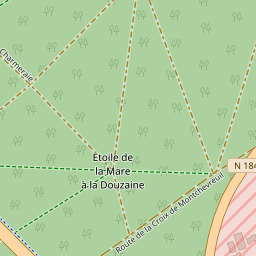 Charmeraie
N 184
Étoile de
la Mare
à la Douzaine
Route de la Croix de Montchevreuil